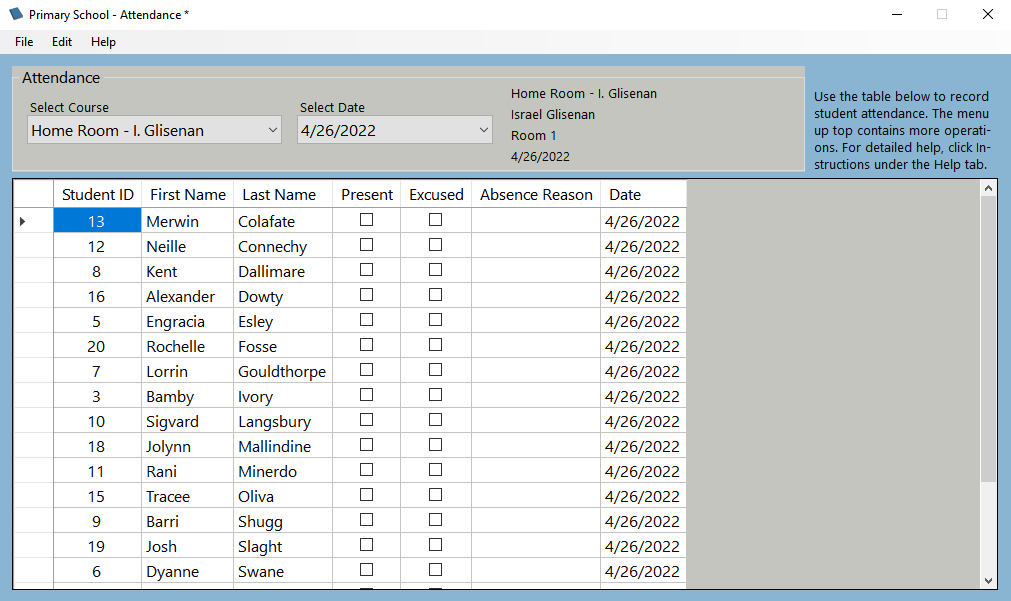 Primary School - Attendance *
File Edit Help
Attendance
Select Course
Home Room - I. Glisenan
Select Date
4/26/2022
Home Room - I. Glisenan
Israel Glisenan
Room 1
4/26/2022
Use the table below to record
student attendance. The menu
up top contains more operati-
ons. For detailed help, click In-
structions under the Help tab.
Student ID First Name Last Name Present Excused Absence Reason Date
13 Merwin Colafate 4/26/2022
12 Neille Connechy 4/26/2022
8 Kent Dallimare 4/26/2022
16 Alexander Dowty 4/26/2022
5 Engracia Esley 4/26/2022
20 Rochelle Fosse 4/26/2022
7 Lorrin Gouldthorpe 4/26/2022
3 Bamby Ivory 4/26/2022
10 Sigvard Langsbury 4/26/2022
18 Jolynn Mallindine 4/26/2022
11 Rani Minerdo 4/26/2022
15 Tracee Oliva 4/26/2022
9 Barri Shugg 4/26/2022
19 Josh Slaght 4/26/2022
6 Dyanne Swane 4/26/2022